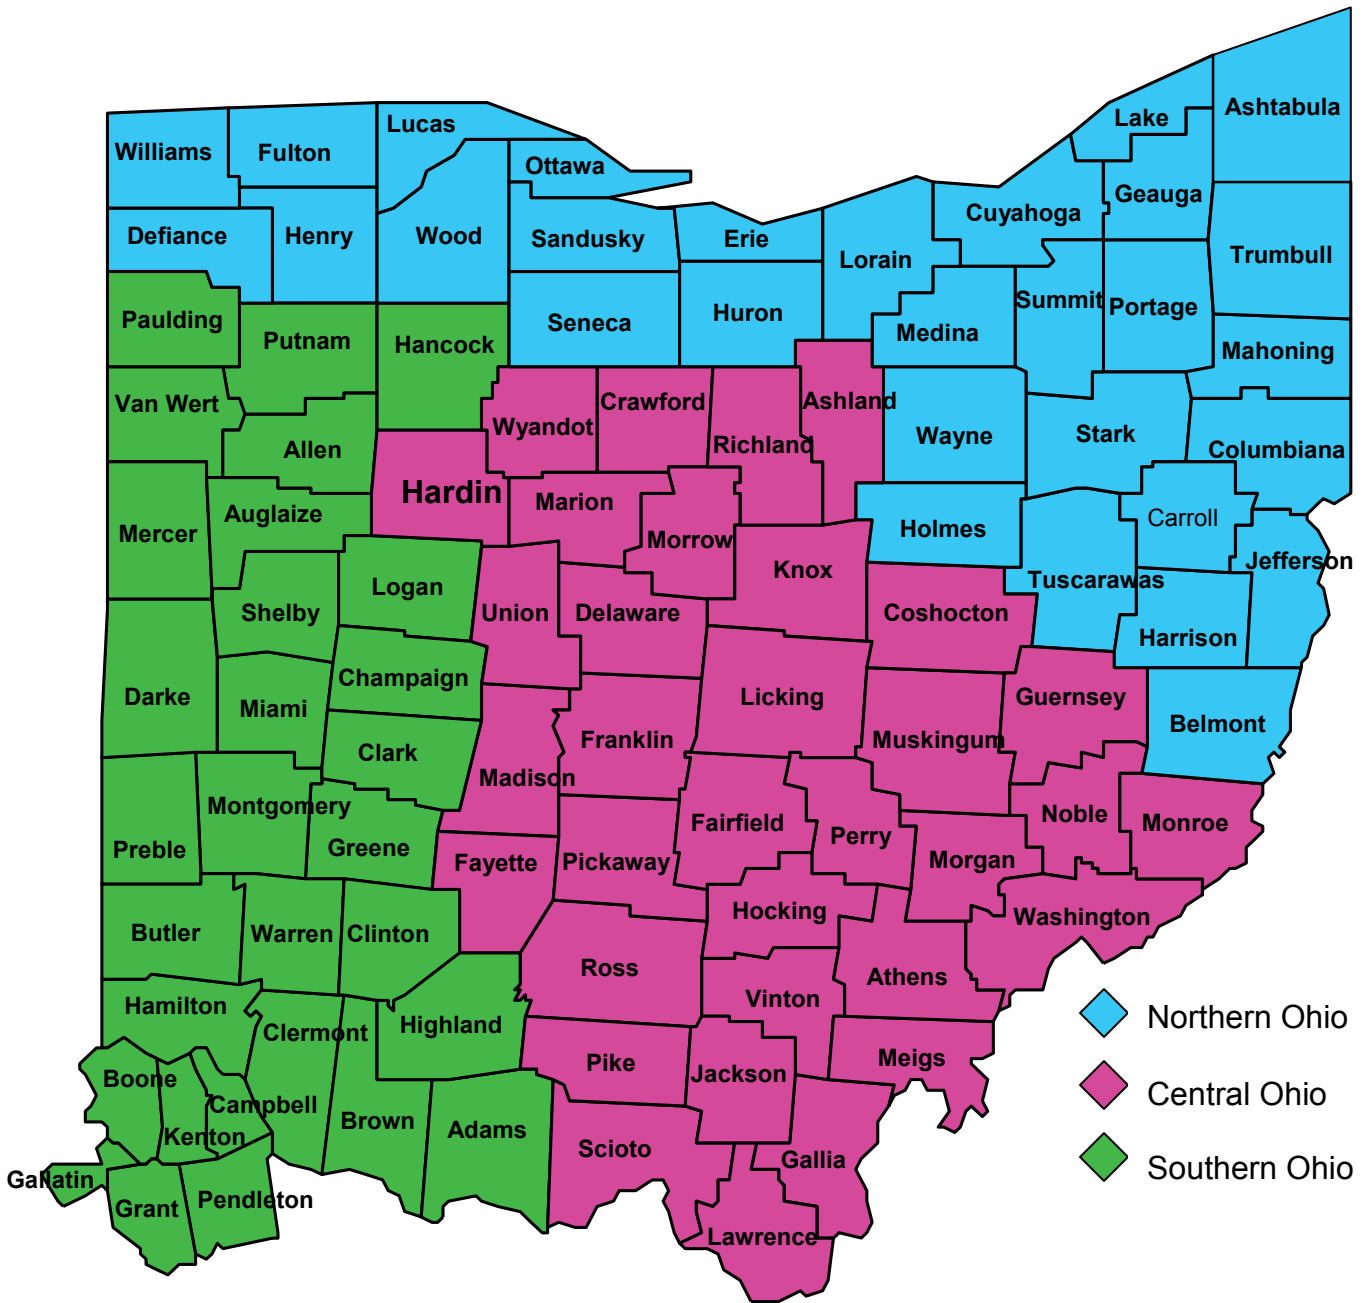 Williams
Fulton
Lucas
Ottawa
Lake
Ashtabula
Geauga
Defiance
Henry
Wood
Sandusky
Erie
Lorain
Cuyahoga
Trumbull
Paulding
Putnam
Hancock
Seneca
Huron
Medina
Summit
Portage
Mahoning
Van Wert
Allen
Wyandot
Crawford
Richland
Ashland
Wayne
Stark
Columbiana
Mercer
Auglaize
Hardin
Marion
Morrow
Knox
Holmes
Carroll
Jefferson
Tuscarawas
Shelby
Logan
Union
Delaware
Coshocton
Harrison
Darke
Miami
Champaign
Licking
Guernsey
Belmont
Clark
Madison
Franklin
Muskingum
Montgomery
Preble
Greene
Fayette
Pickaway
Fairfield
Perry
Morgan
Noble
Monroe
Butler
Warren
Clinton
Ross
Hocking
Athens
Washington
Hamilton
Clermont
Highland
Vinton
Northern Ohio
Boone
Campbell
Kenton
Brown
Adams
Pike
Jackson
Meigs
Central Ohio
Gallatin
Grant
Pendleton
Scioto
Gallia
Lawrence
Southern Ohio